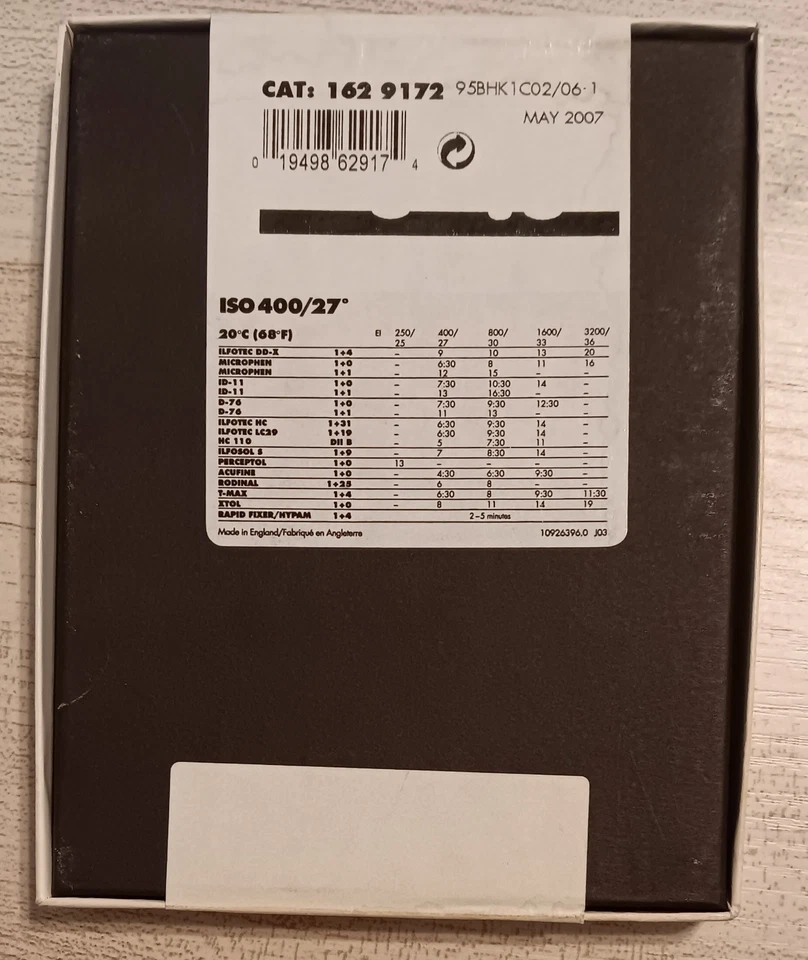 CAT: 162 9172 95BHK1C02/06-1
MAY 2007
0 19498 62917 4
ISO 400/27°
20°C (68°F) EI 250/25 400/27 800/30 1600/33 3200/36
ILFOTEC DD-X 1+4 – 9 10 13 20
MICROPHEN 1+0 – 6:30 8 11 16
MICROPHEN 1+1 – 12 15 – –
ID-11 1+0 – 7:30 10:30 14 –
ID-11 1+1 – 13 16:30 – –
D-76 1+0 – 7:30 9:30 12:30 –
D-76 1+1 – 11 13 – –
ILFOTEC HC 1+31 – 6:30 9:30 14 –
ILFOTEC LC29 1+19 – 6:30 9:30 14 –
HC 110 Dil B – 5 7:30 11 –
ILFOSOL S 1+9 – 7 8:30 14 –
PERCEPTOL 1+0 13 – – – –
ACUFINE 1+0 – 4:30 6:30 9:30 –
RODINAL 1+25 – 6 8 – –
T-MAX 1+4 – 6:30 8 9:30 11:30
XTOL 1+0 – 8 11 14 19
RAPID FIXER/HYPAM 1+4 2–5 minutes
Made in England/Fabriqué en Angleterre 10926396.0 J03